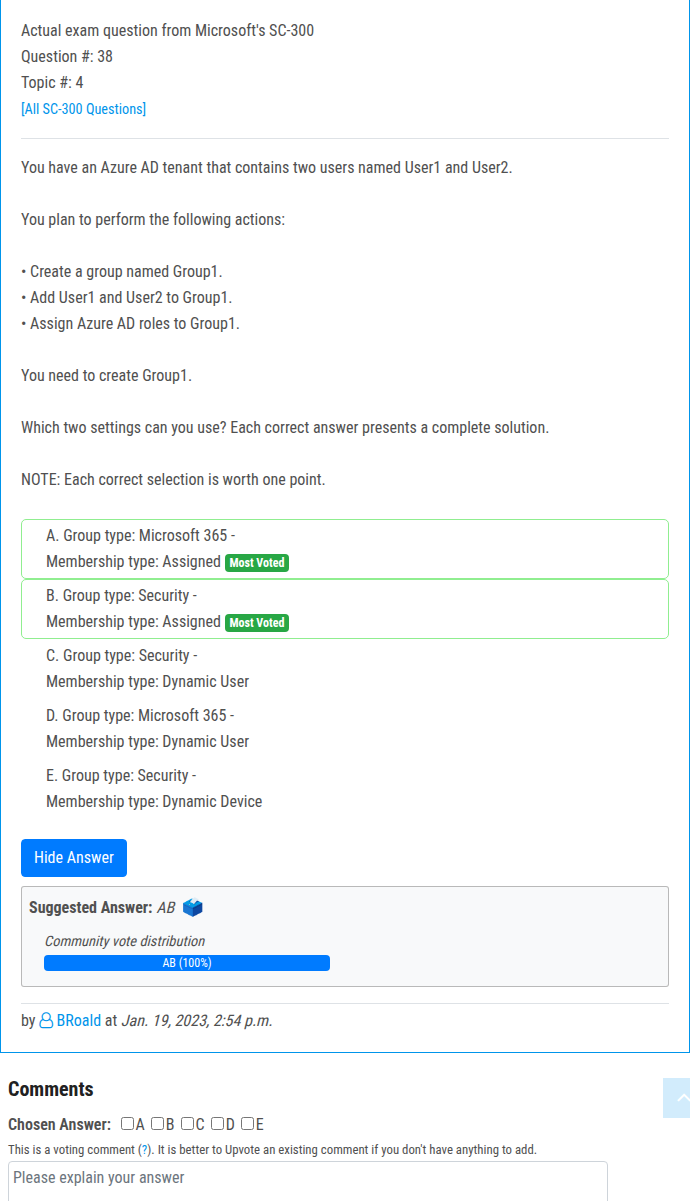 Actual exam question from Microsoft's SC-300
Question #: 38
Topic #: 4
[All SC-300 Questions]
You have an Azure AD tenant that contains two users named User1 and User2.
You plan to perform the following actions:
• Create a group named Group1.
• Add User1 and User2 to Group1.
• Assign Azure AD roles to Group1.
You need to create Group1.
Which two settings can you use? Each correct answer presents a complete solution.
NOTE: Each correct selection is worth one point.
A. Group type: Microsoft 365 -
Membership type: Assigned Most Voted
B. Group type: Security -
Membership type: Assigned Most Voted
C. Group type: Security -
Membership type: Dynamic User
D. Group type: Microsoft 365 -
Membership type: Dynamic User
E. Group type: Security -
Membership type: Dynamic Device
Hide Answer
Suggested Answer: AB
Community vote distribution
AB (100%)
by BRoald at Jan. 19, 2023, 2:54 p.m.
Comments
Chosen Answer: A B C D E
This is a voting comment (?). It is better to Upvote an existing comment if you don't have anything to add.
Please explain your answer